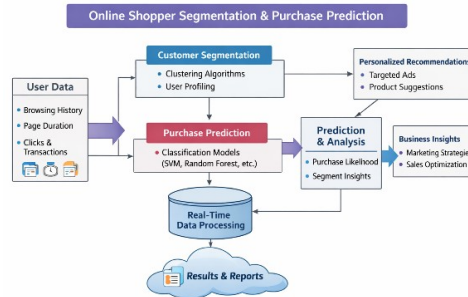 Online Shopper Segmentation & Purchase Prediction
User Data
Browsing History
Page Duration
Clicks &
Transactions
Customer Segmentation
Clustering Algorithms
User Profiling
Purchase Prediction
Classification Models
(SVM, Random Forest, etc.)
Real-Time
Data Processing
Results & Reports
Personalized Recommendations
Targeted Ads
Product Suggestions
Prediction
& Analysis
Purchase Likelihood
Segment Insights
Business Insights
Marketing Strategie
Sales Optimization